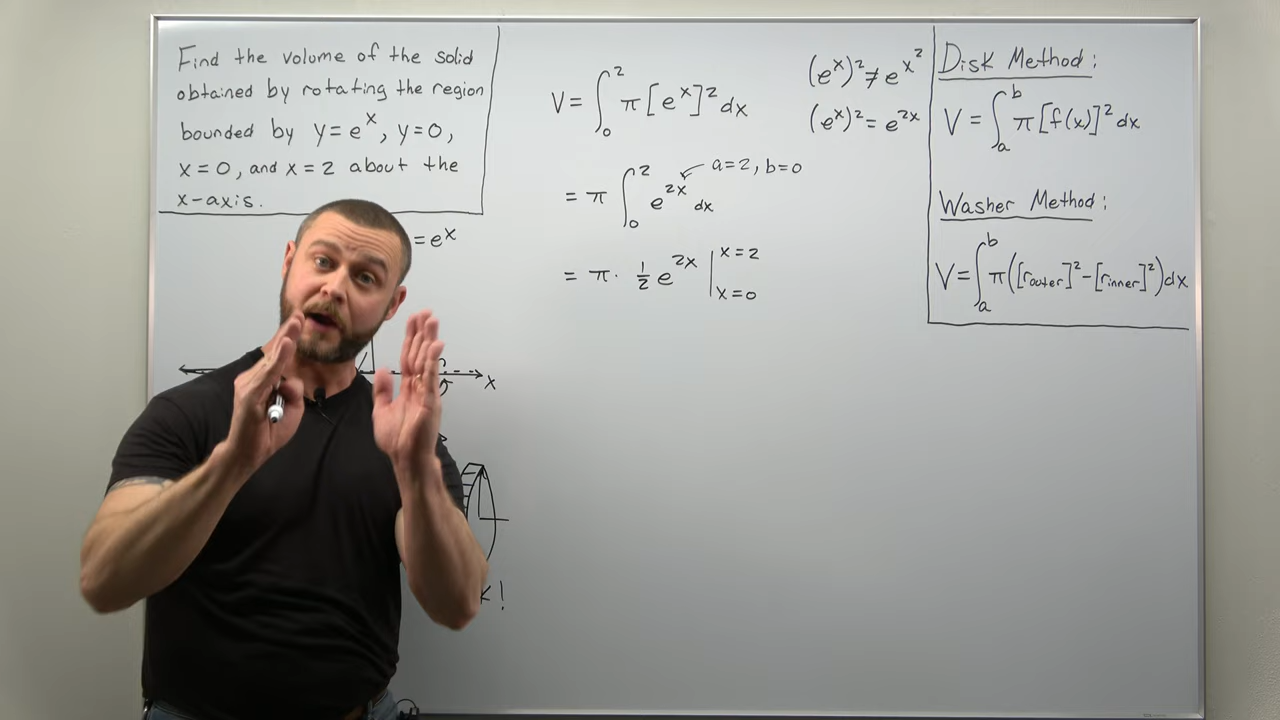 Find the volume of the solid
obtained by rotating the region
bounded by y=e^x, y=0,
x=0, and x=2 about the
x-axis.
=e^x
x
k!
V=∫_0^2 π[e^x]^2 dx
=π∫_0^2 e^{2x} dx
a=2, b=0
=π·1/2 e^{2x} |_{x=0}^{x=2}
(e^x)^2≠e^{x^2}
(e^x)^2=e^{2x}
Disk Method:
V=∫_a^b π[f(x)]^2 dx
Washer Method:
V=∫_a^b π([r_outer]^2-[r_inner]^2)dx